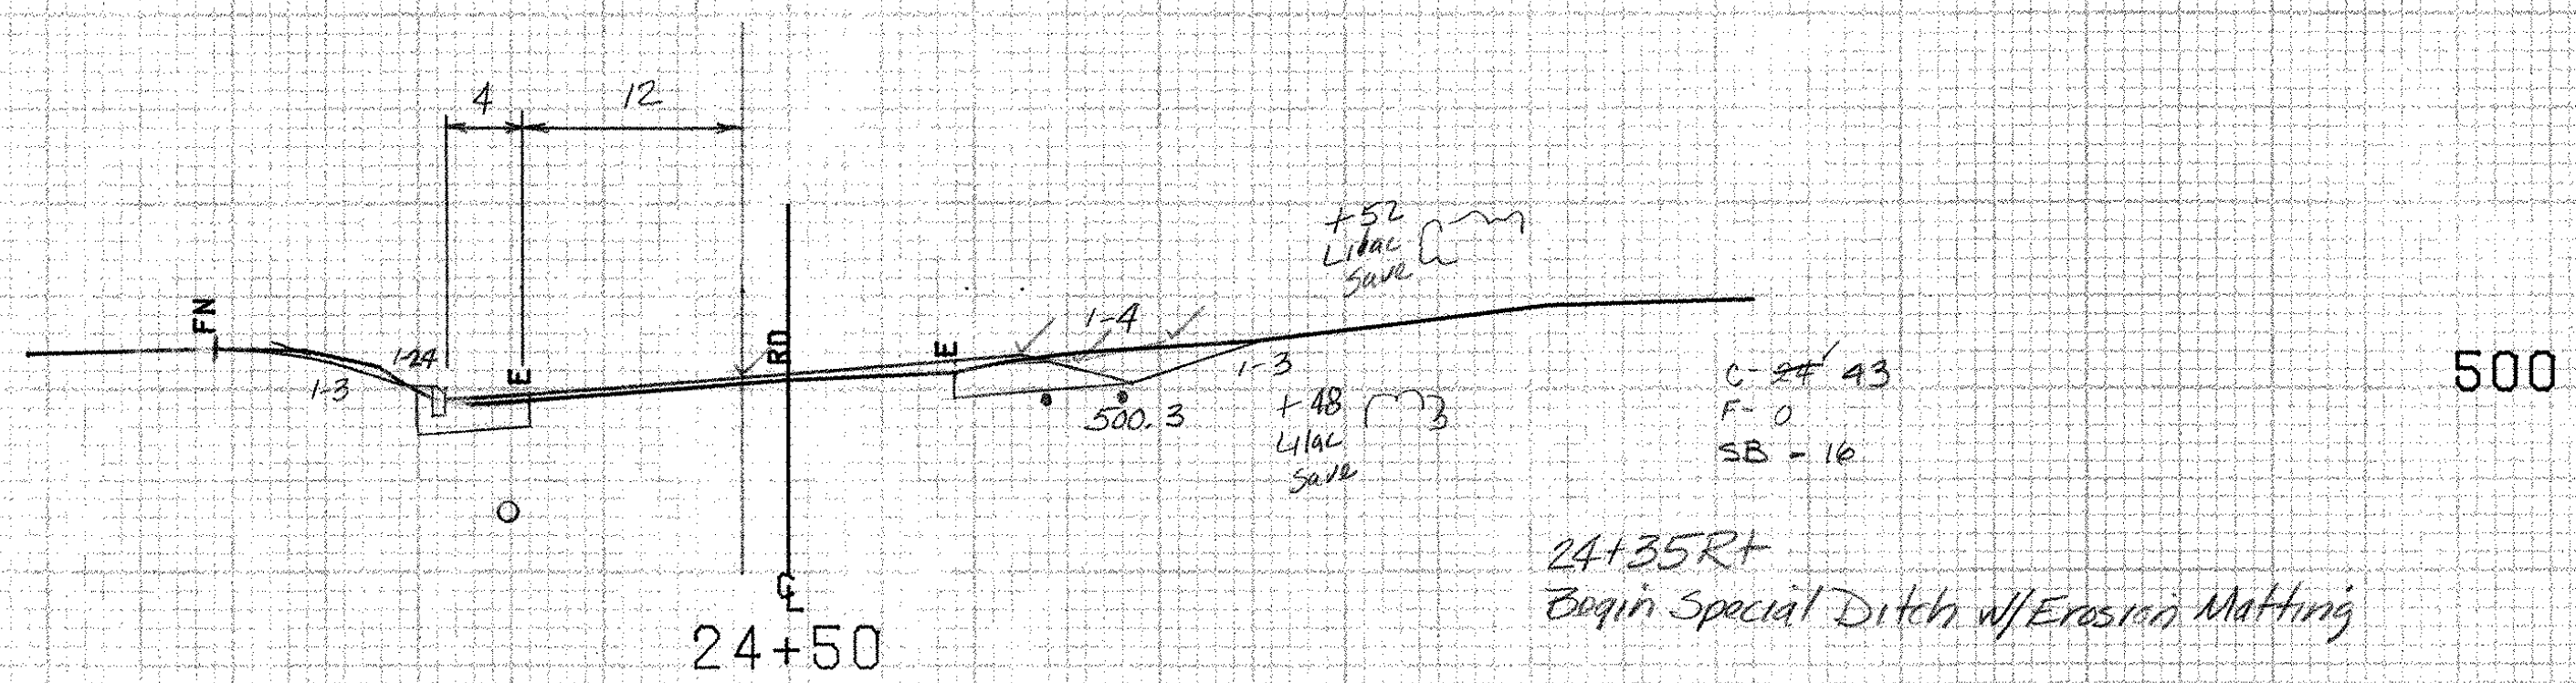 4
12
+52
Lilac
Save
FN
RD
E
1-4
1-24
1-3
E
1-3
500.3
+48
Lilac
Save
C- 24 43
F- 0
SB - 16
500
24+35Rt
Begin Special Ditch w/Erosion Matting
CL
24+50